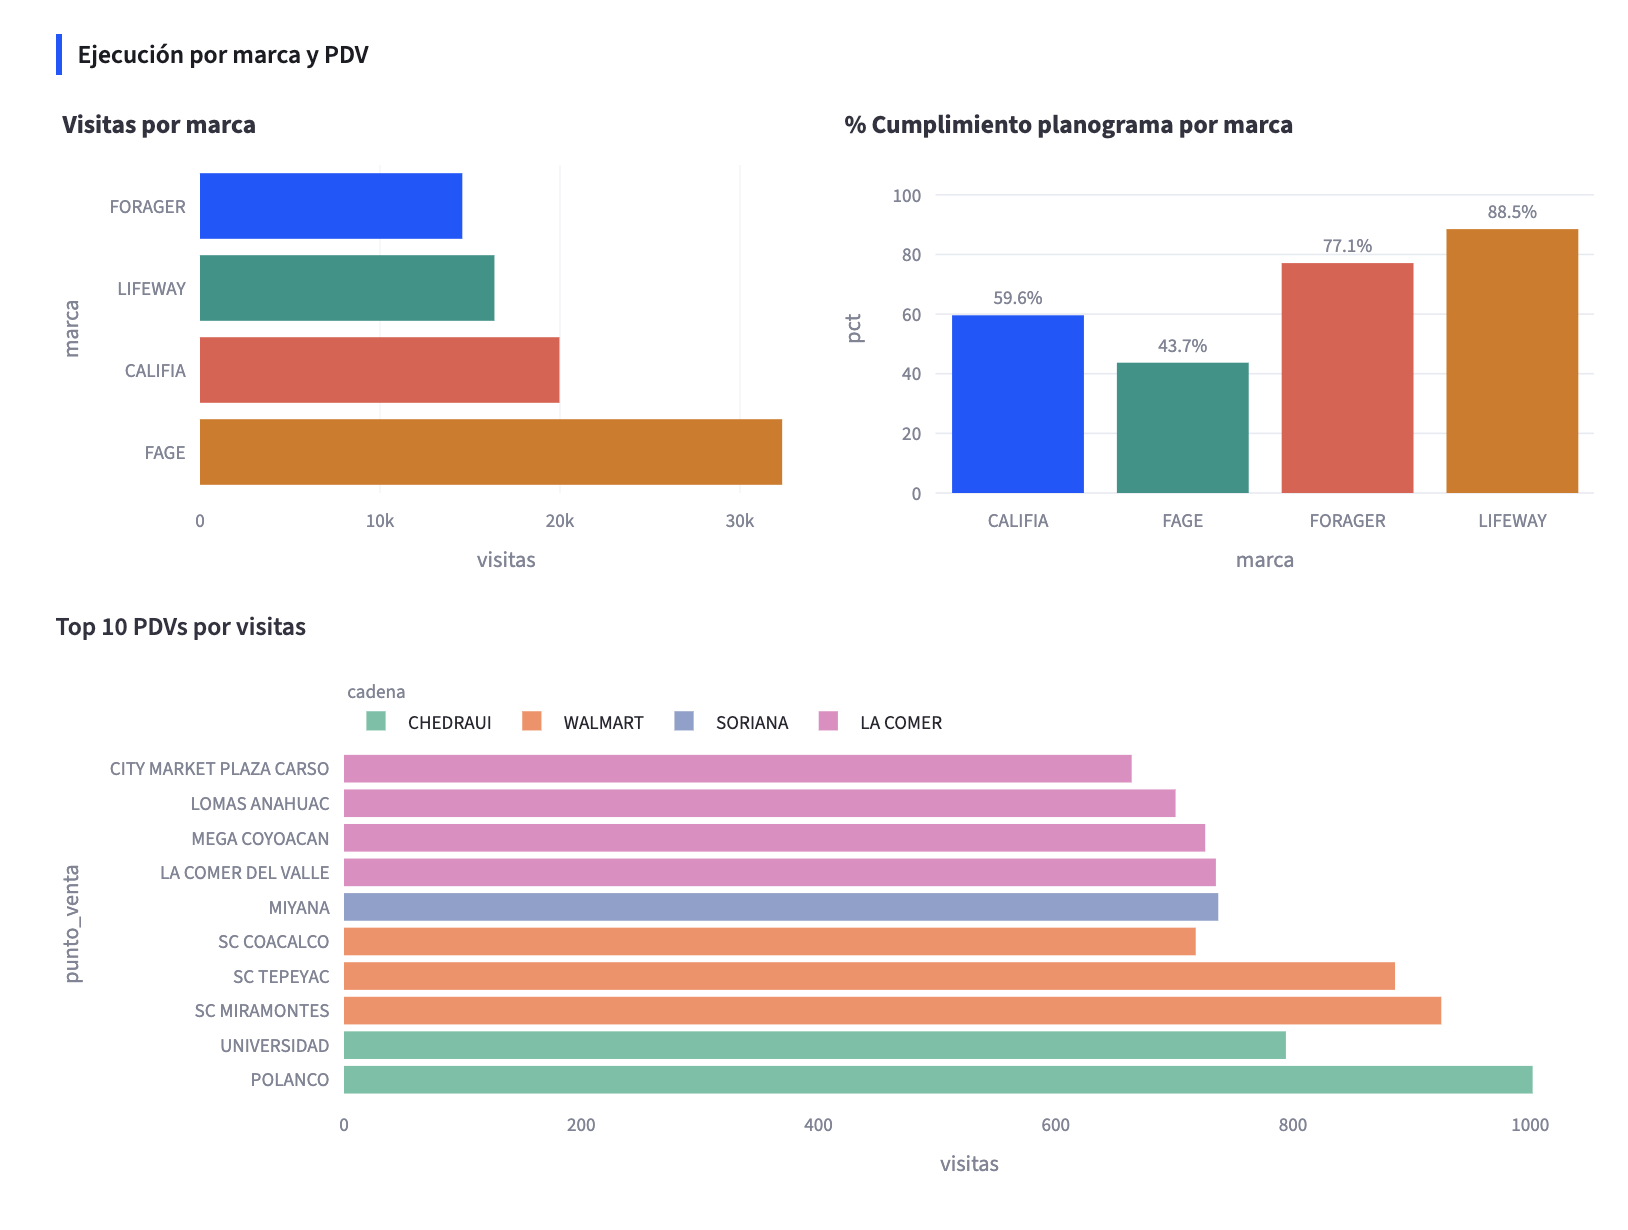 Ejecución por marca y PDV
Visitas por marca
marca
FORAGER
LIFEWAY
CALIFIA
FAGE
0 10k 20k 30k
visitas
% Cumplimiento planograma por marca
pct
100
80
60
40
20
0
59.6%
43.7%
77.1%
88.5%
CALIFIA FAGE FORAGER LIFEWAY
marca
Top 10 PDVs por visitas
cadena
CHEDRAUI WALMART SORIANA LA COMER
punto_venta
CITY MARKET PLAZA CARSO
LOMAS ANAHUAC
MEGA COYOACAN
LA COMER DEL VALLE
MIYANA
SC COACALCO
SC TEPEYAC
SC MIRAMONTES
UNIVERSIDAD
POLANCO
0 200 400 600 800 1000
visitas